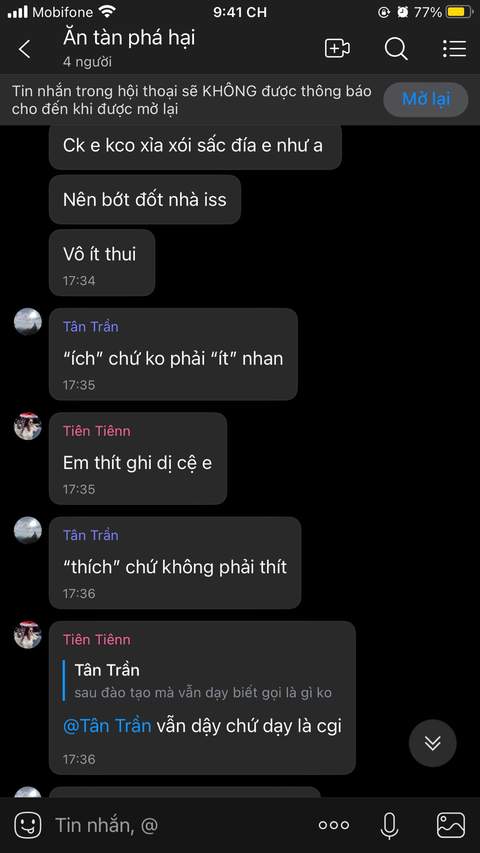 Mobifone 9:41 CH 77%
Ăn tàn phá hại
4 người
Tin nhắn trong hội thoại sẽ KHÔNG được thông báo
cho đến khi được mở lại
Mở lại
Ck e kco xỉa xói sấc đía e như a
Nên bớt đốt nhà iss
Vô ít thui
17:34
Tân Trần
“ích” chứ ko phải “ít” nhan
17:35
Tiên Tiênn
Em thít ghi dị cệ e
17:35
Tân Trần
“thích” chứ không phải thít
17:36
Tiên Tiênn
Tân Trần
sau đào tạo mà vẫn dạy biết gọi là gì ko
@Tân Trần vẫn dậy chứ dạy là cgi
17:36
Tin nhắn, @